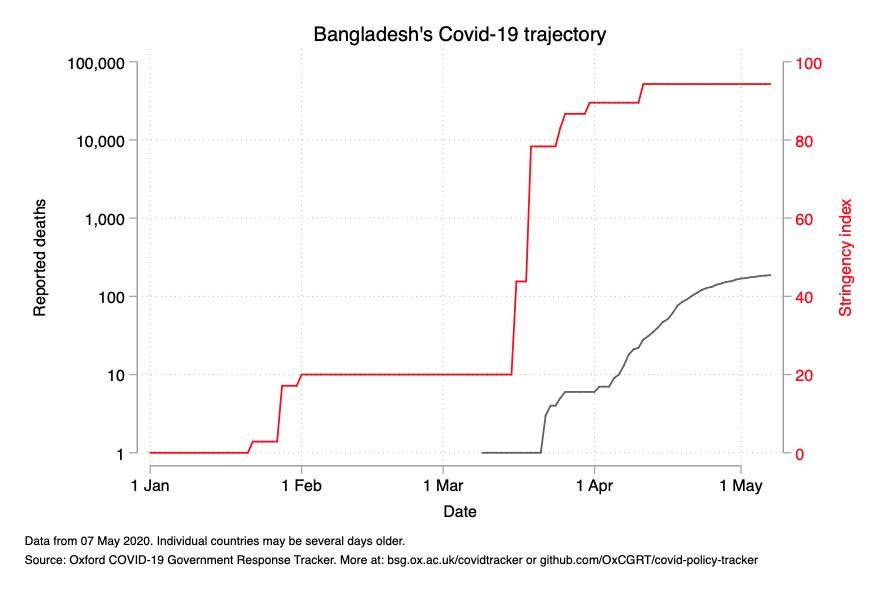 Bangladesh's Covid-19 trajectory
100,000
10,000
1,000
100
10
1
Reported deaths
100
80
60
40
20
0
Stringency index
1 Jan
1 Feb
1 Mar
1 Apr
1 May
Date
Data from 07 May 2020. Individual countries may be several days older.
Source: Oxford COVID-19 Government Response Tracker. More at: bsg.ox.ac.uk/covidtracker or github.com/OxCGRT/covid-policy-tracker